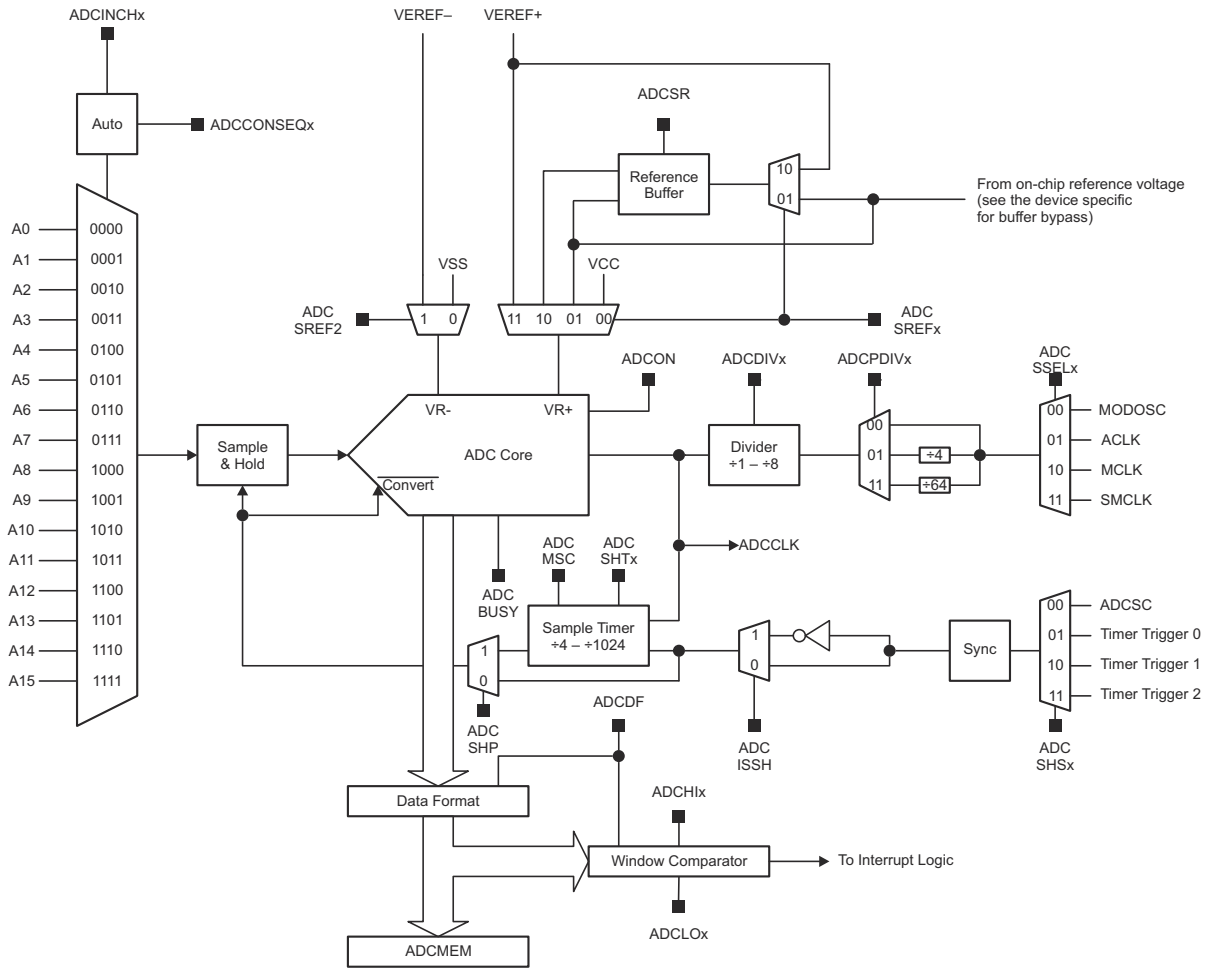 ADCINCHx
VEREF–
VEREF+
ADCSR
Auto
ADCCONSEQx
Reference
Buffer
10
01
From on-chip reference voltage
(see the device specific
for buffer bypass)
A0
0000
A1
0001
A2
0010
A3
0011
A4
0100
A5
0101
A6
0110
A7
0111
A8
1000
A9
1001
A10
1010
A11
1011
A12
1100
A13
1101
A14
1110
A15
1111
VSS
VCC
ADC
SREF2
1 0
11 10 01 00
ADC
SREFx
ADCON
ADCDIVx
ADCPDIVx
ADC
SSELx
VR-
VR+
Sample
& Hold
ADC Core
Convert
Divider
÷1 – ÷8
00
01
11
÷4
÷64
00
MODOSC
01
ACLK
10
MCLK
11
SMCLK
ADCCLK
ADC
BUSY
ADC
MSC
ADC
SHTx
Sample Timer
÷4 – ÷1024
1
0
ADC
SHP
1
0
ADC
ISSH
Sync
00
ADCSC
01
Timer Trigger 0
10
Timer Trigger 1
11
Timer Trigger 2
ADC
SHSx
ADCDF
Data Format
ADCHIx
Window Comparator
To Interrupt Logic
ADCLOx
ADCMEM